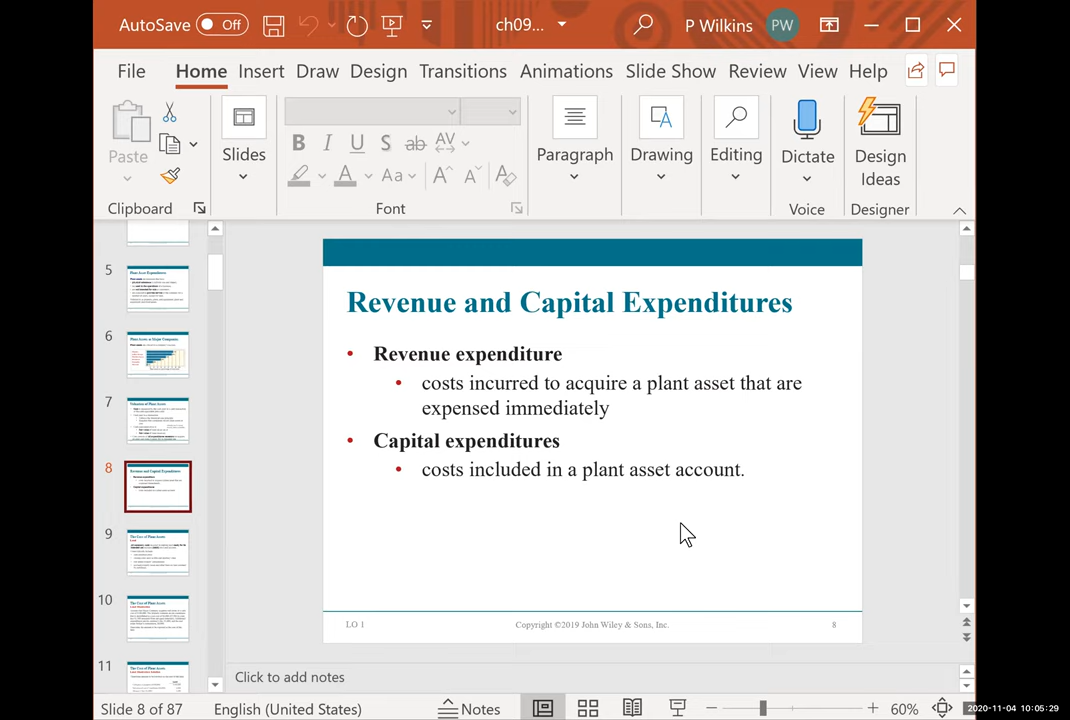 AutoSave Off ch09... P Wilkins PW
File Home Insert Draw Design Transitions Animations Slide Show Review View Help
Paste
Slides
B I U S ab AV
A Aa A A A
Paragraph
Drawing
Editing
Dictate
Design
Ideas
Clipboard Font Voice Designer
5
6
7
8
9
10
11
Revenue and Capital Expenditures
• Revenue expenditure
• costs incurred to acquire a plant asset that are
expensed immediately
• Capital expenditures
• costs included in a plant asset account.
LO 1 Copyright ©2019 John Wiley & Sons, Inc. 8
Click to add notes
Slide 8 of 87 English (United States) Notes 60% 2020-11-04 10:05:29